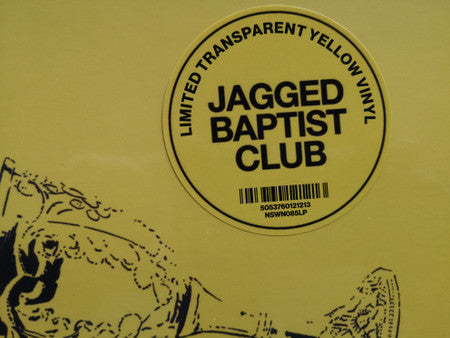 LIMITED TRANSPARENT YELLOW VINYL
JAGGED
BAPTIST
CLUB
5053760121213
NSWN085LP